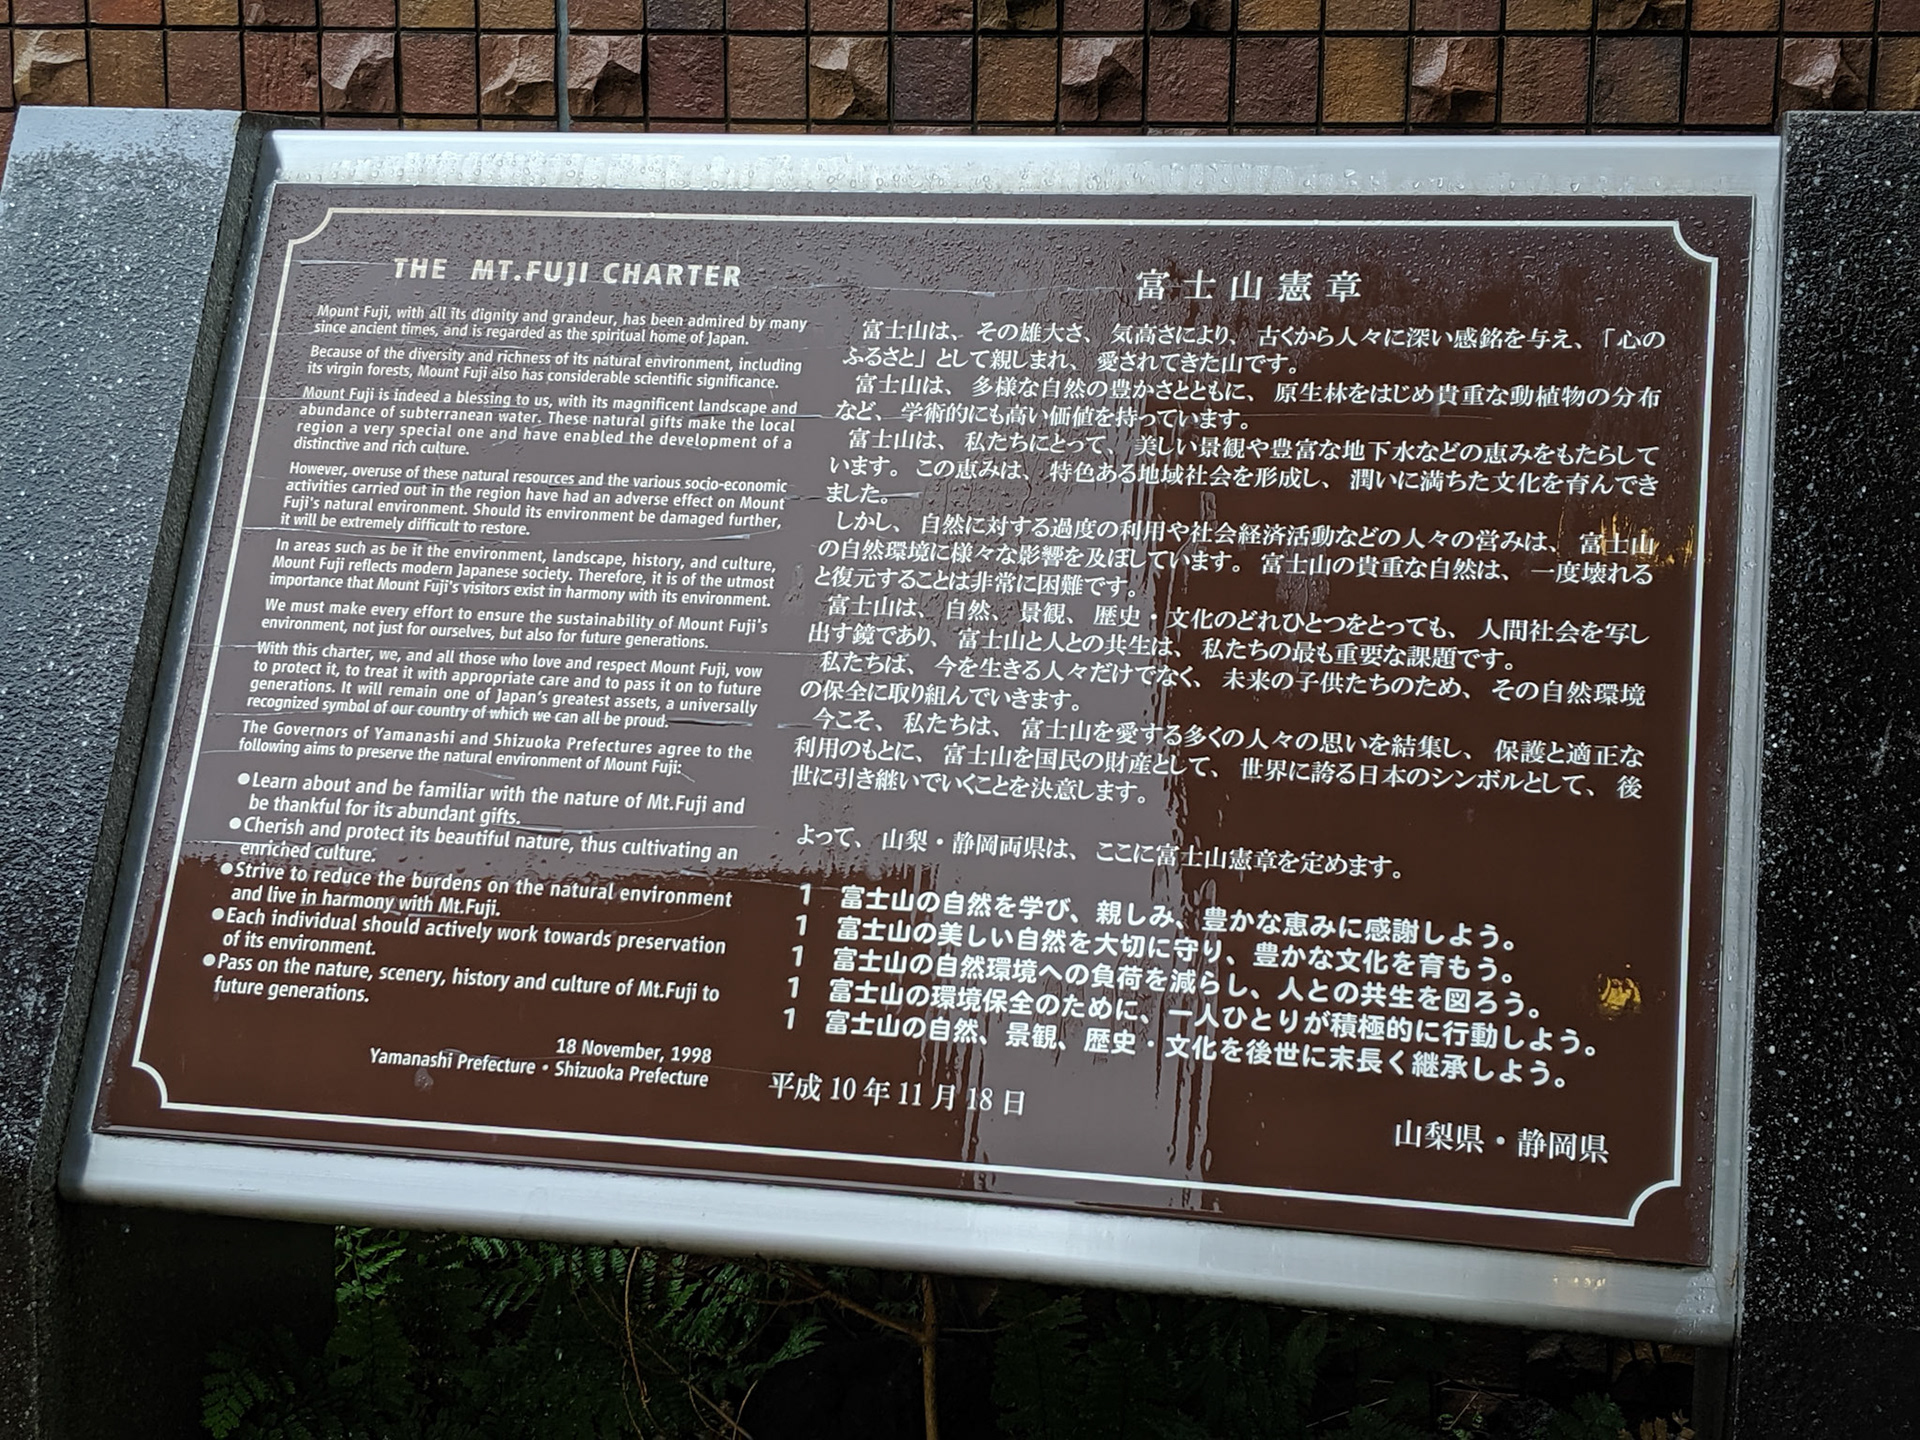 THE MT.FUJI CHARTER
Mount Fuji, with all its dignity and grandeur, has been admired by many
since ancient times, and is regarded as the spiritual home of Japan.
Because of the diversity and richness of its natural environment, including
its virgin forests, Mount Fuji also has considerable scientific significance.
Mount Fuji is indeed a blessing to us, with its magnificent landscape and
abundance of subterranean water. These natural gifts make the local
region a very special one and have enabled the development of a
distinctive and rich culture.
However, overuse of these natural resources and the various socio-economic
activities carried out in the region have had an adverse effect on Mount
Fuji's natural environment. Should its environment be damaged further,
it will be extremely difficult to restore.
In areas such as be it the environment, landscape, history, and culture,
Mount Fuji reflects modern Japanese society. Therefore, it is of the utmost
importance that Mount Fuji's visitors exist in harmony with its environment.
We must make every effort to ensure the sustainability of Mount Fuji's
environment, not just for ourselves, but also for future generations.
With this charter, we, and all those who love and respect Mount Fuji, vow
to protect it, to treat it with appropriate care and to pass it on to future
generations. It will remain one of Japan's greatest assets, a universally
recognized symbol of our country of which we can all be proud.
The Governors of Yamanashi and Shizuoka Prefectures agree to the
following aims to preserve the natural environment of Mount Fuji:
●Learn about and be familiar with the nature of Mt.Fuji and
be thankful for its abundant gifts.
●Cherish and protect its beautiful nature, thus cultivating an
enriched culture.
●Strive to reduce the burdens on the natural environment
and live in harmony with Mt.Fuji.
●Each individual should actively work towards preservation
of its environment.
●Pass on the nature, scenery, history and culture of Mt.Fuji to
future generations.
18 November, 1998
Yamanashi Prefecture・Shizuoka Prefecture
富士山憲章
富士山は、その雄大さ、気高さにより、古くから人々に深い感銘を与え、「心の
ふるさと」として親しまれ、愛されてきた山です。
富士山は、多様な自然の豊かさとともに、原生林をはじめ貴重な動植物の分布
など、学術的にも高い価値を持っています。
富士山は、私たちにとって、美しい景観や豊富な地下水などの恵みをもたらして
います。この恵みは、特色ある地域社会を形成し、潤いに満ちた文化を育んでき
ました。
しかし、自然に対する過度の利用や社会経済活動などの人々の営みは、富士山
の自然環境に様々な影響を及ぼしています。富士山の貴重な自然は、一度壊れる
と復元することは非常に困難です。
富士山は、自然、景観、歴史・文化のどれひとつをとっても、人間社会を写し
出す鏡であり、富士山と人との共生は、私たちの最も重要な課題です。
私たちは、今を生きる人々だけでなく、未来の子供たちのため、その自然環境
の保全に取り組んでいきます。
今こそ、私たちは、富士山を愛する多くの人々の思いを結集し、保護と適正な
利用のもとに、富士山を国民の財産として、世界に誇る日本のシンボルとして、後
世に引き継いでいくことを決意します。
よって、山梨・静岡両県は、ここに富士山憲章を定めます。
1 富士山の自然を学び、親しみ、豊かな恵みに感謝しよう。
1 富士山の美しい自然を大切に守り、豊かな文化を育もう。
1 富士山の自然環境への負荷を減らし、人との共生を図ろう。
1 富士山の環境保全のために、一人ひとりが積極的に行動しよう。
1 富士山の自然、景観、歴史・文化を後世に末長く継承しよう。
平成10年11月18日
山梨県・静岡県